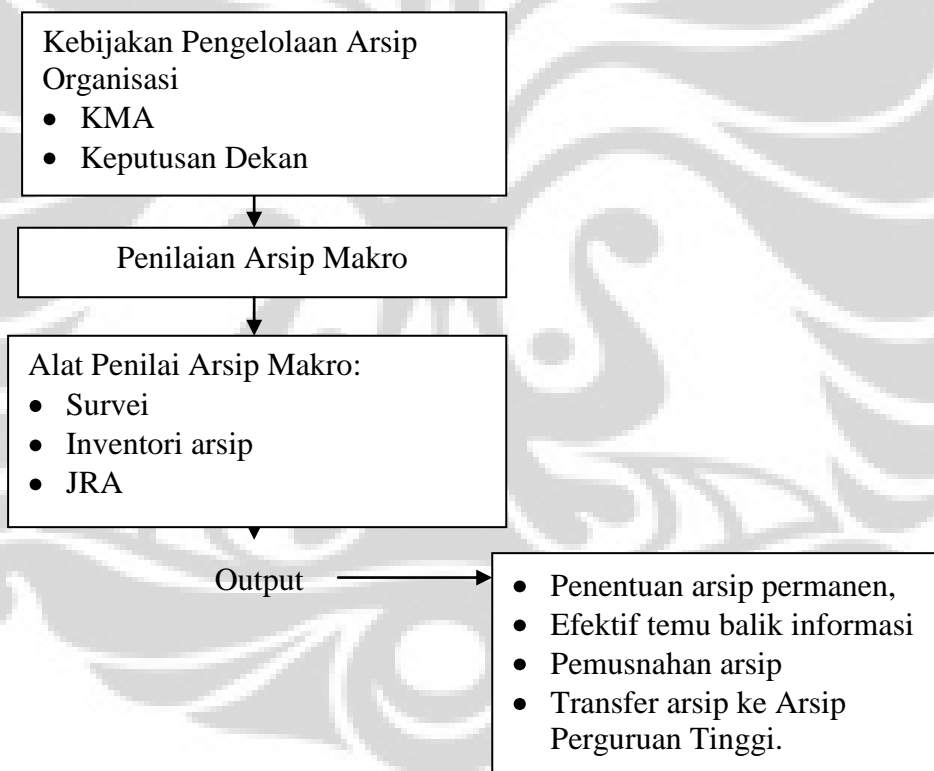 Kebijakan Pengelolaan Arsip
Organisasi
• KMA
• Keputusan Dekan
Penilaian Arsip Makro
Alat Penilai Arsip Makro:
• Survei
• Inventori arsip
• JRA
Output
• Penentuan arsip permanen,
• Efektif temu balik informasi
• Pemusnahan arsip
• Transfer arsip ke Arsip
Perguruan Tinggi.